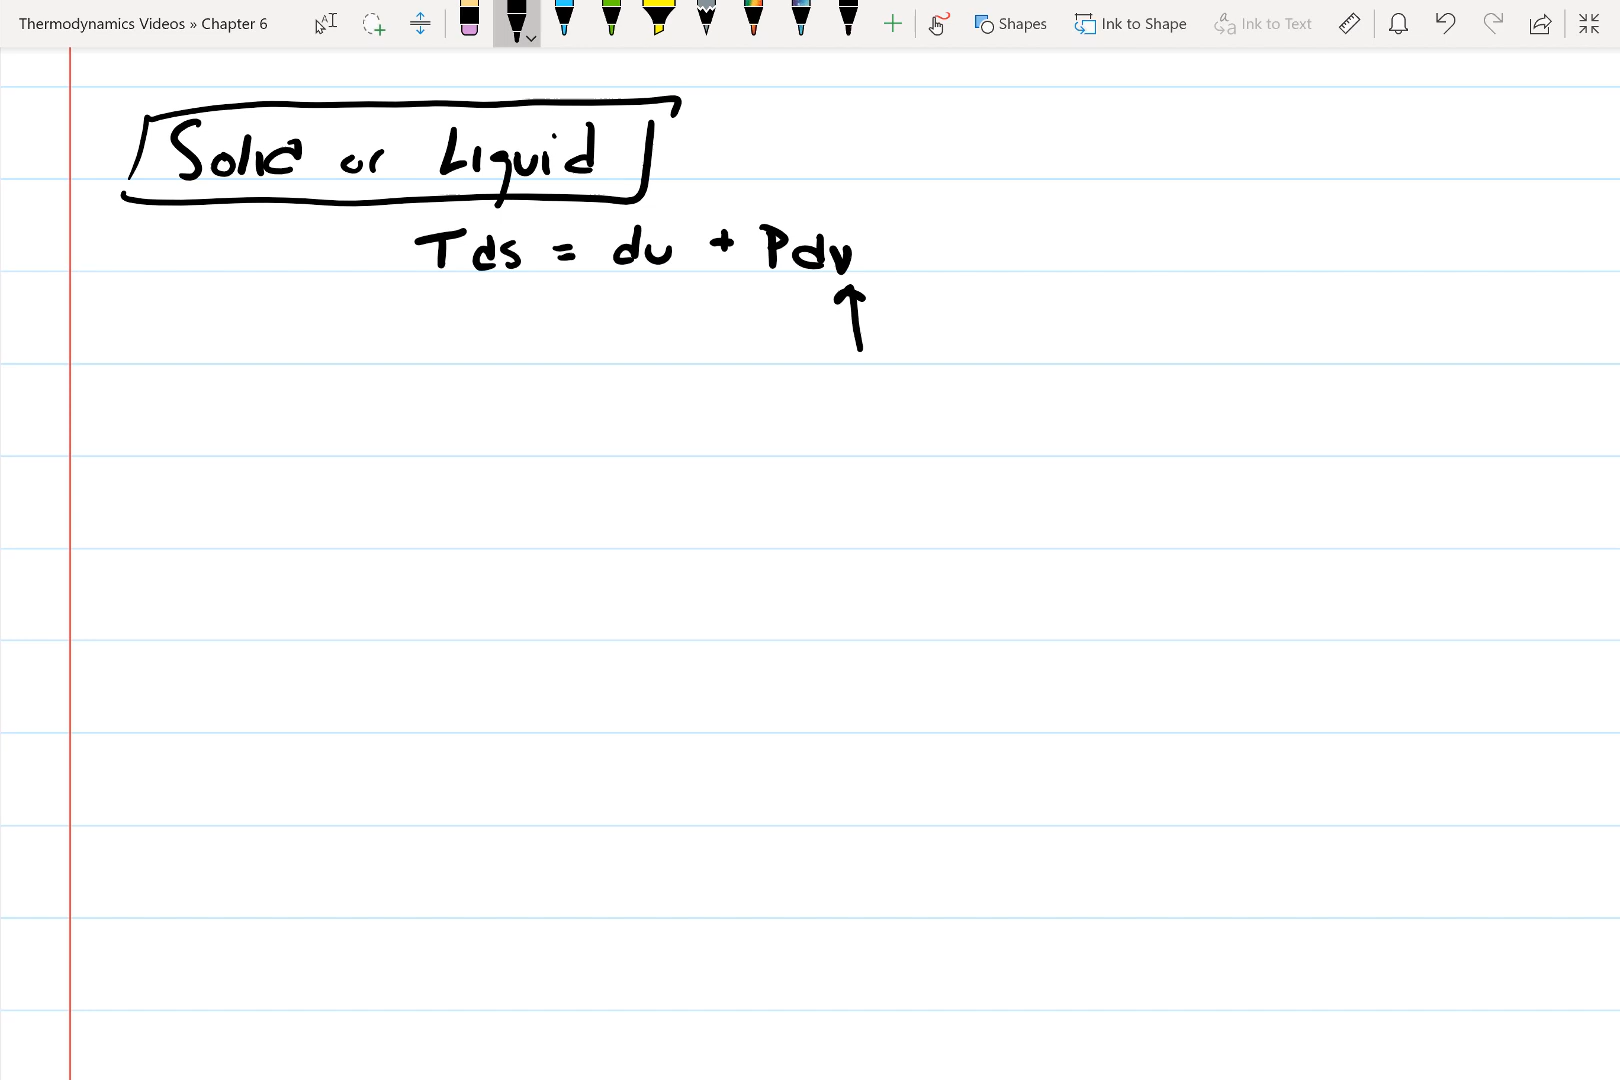 Thermodynamics Videos » Chapter 6
Shapes
Ink to Shape
Ink to Text
Solid or Liquid
Tds = du + Pdv